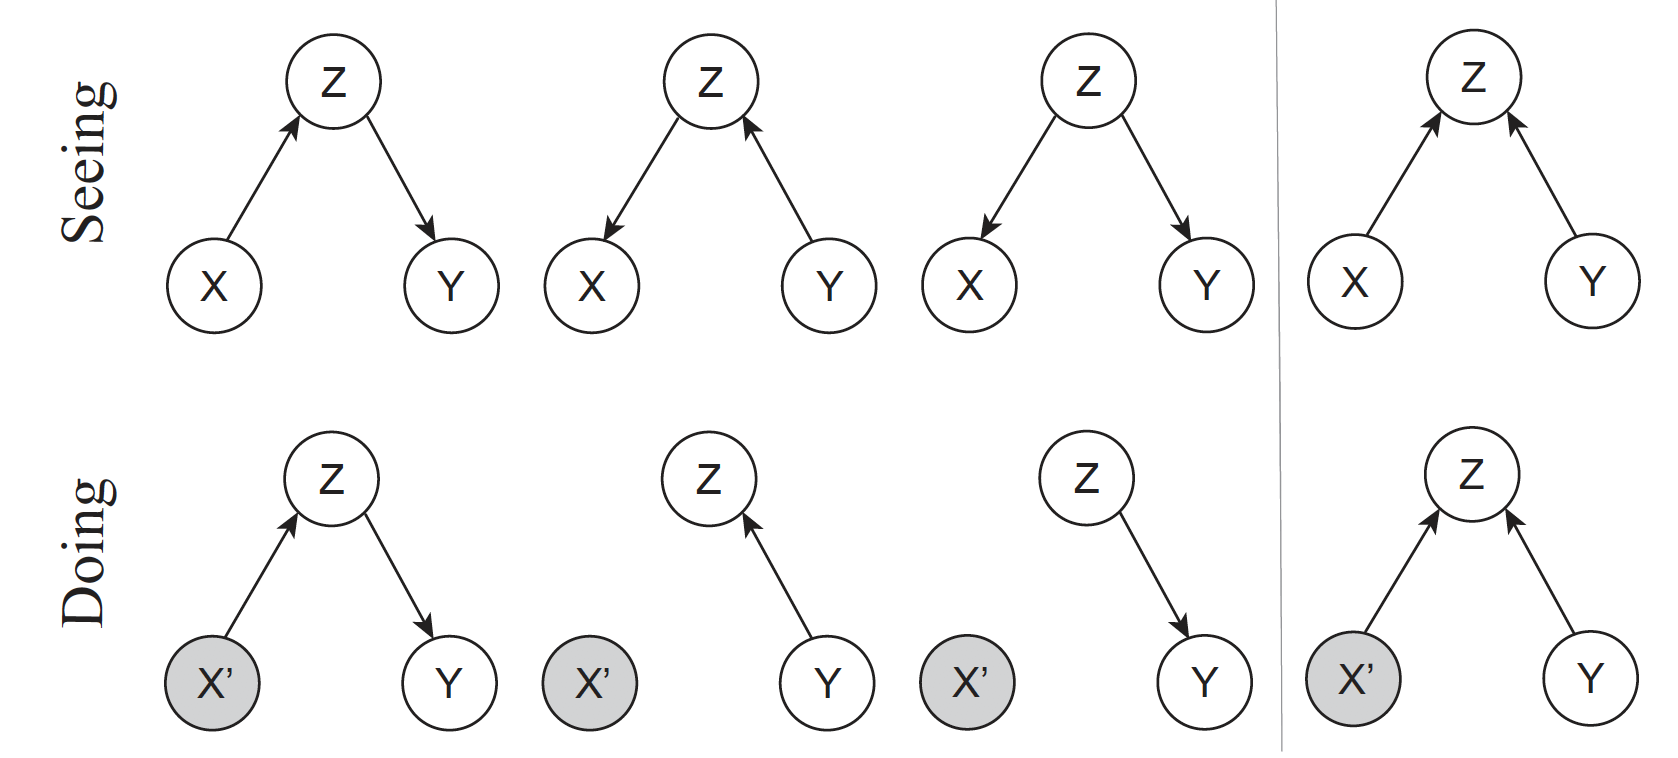 Seeing
Z Z Z Z
X Y X Y X Y X Y
Doing
Z Z Z Z
X’ Y X’ Y X’ Y X’ Y